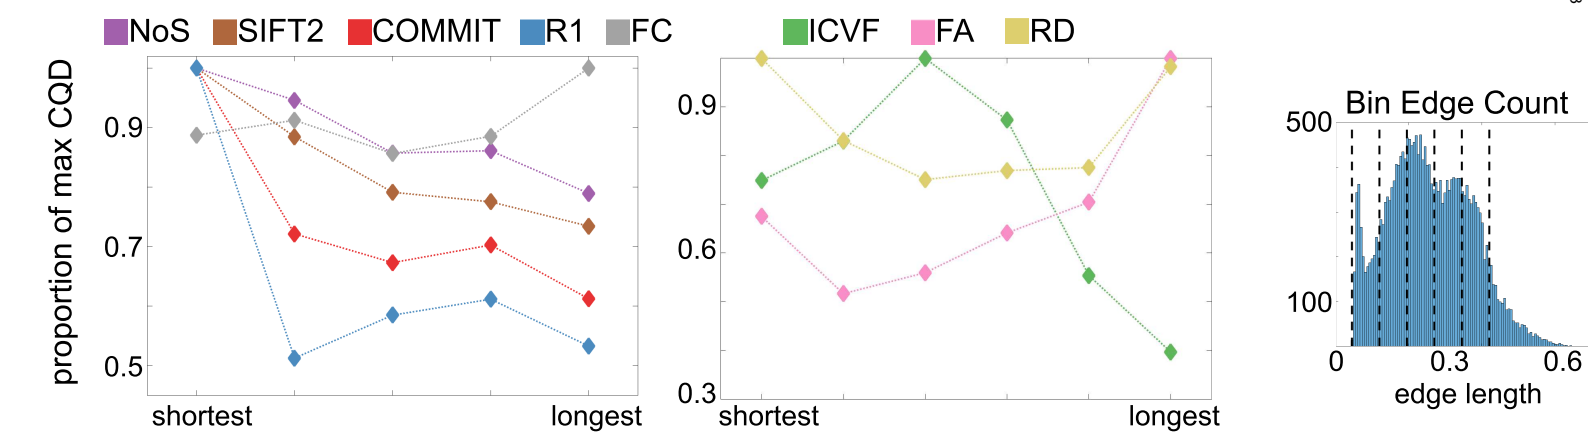 NoS SIFT2 COMMIT R1 FC
ICVF FA RD
proportion of max CQD
0.9
0.7
0.5
shortest longest
0.9
0.6
0.3
shortest longest
Bin Edge Count
500
100
0 0.3 0.6
edge length